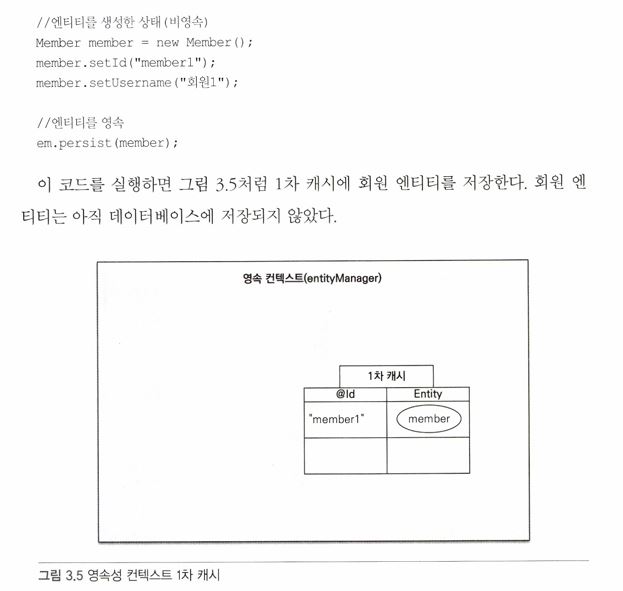 //엔티티를 생성한 상태(비영속)
Member member = new Member();
member.setId("member1");
member.setUsername("회원1");
//엔티티를 영속
em.persist(member);
이 코드를 실행하면 그림 3.5처럼 1차 캐시에 회원 엔티티를 저장한다. 회원 엔
티티는 아직 데이터베이스에 저장되지 않았다.
영속 컨텍스트(entityManager)
1차 캐시
@Id Entity
"member1" member
그림 3.5 영속성 컨텍스트 1차 캐시